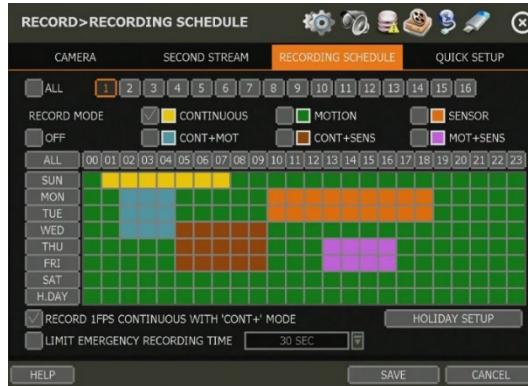 RECORD>RECORDING SCHEDULE
CAMERA SECOND STREAM RECORDING SCHEDULE QUICK SETUP
ALL 1 2 3 4 5 6 7 8 9 10 11 12 13 14 15 16
RECORD MODE CONTINUOUS MOTION SENSOR
OFF CONT+MOT CONT+SENS MOT+SENS
ALL 00 01 02 03 04 05 06 07 08 09 10 11 12 13 14 15 16 17 18 19 20 21 22 23
SUN
MON
TUE
WED
THU
FRI
SAT
H.DAY
RECORD 1FPS CONTINUOUS WITH 'CONT+' MODE HOLIDAY SETUP
LIMIT EMERGENCY RECORDING TIME 30 SEC
HELP SAVE CANCEL